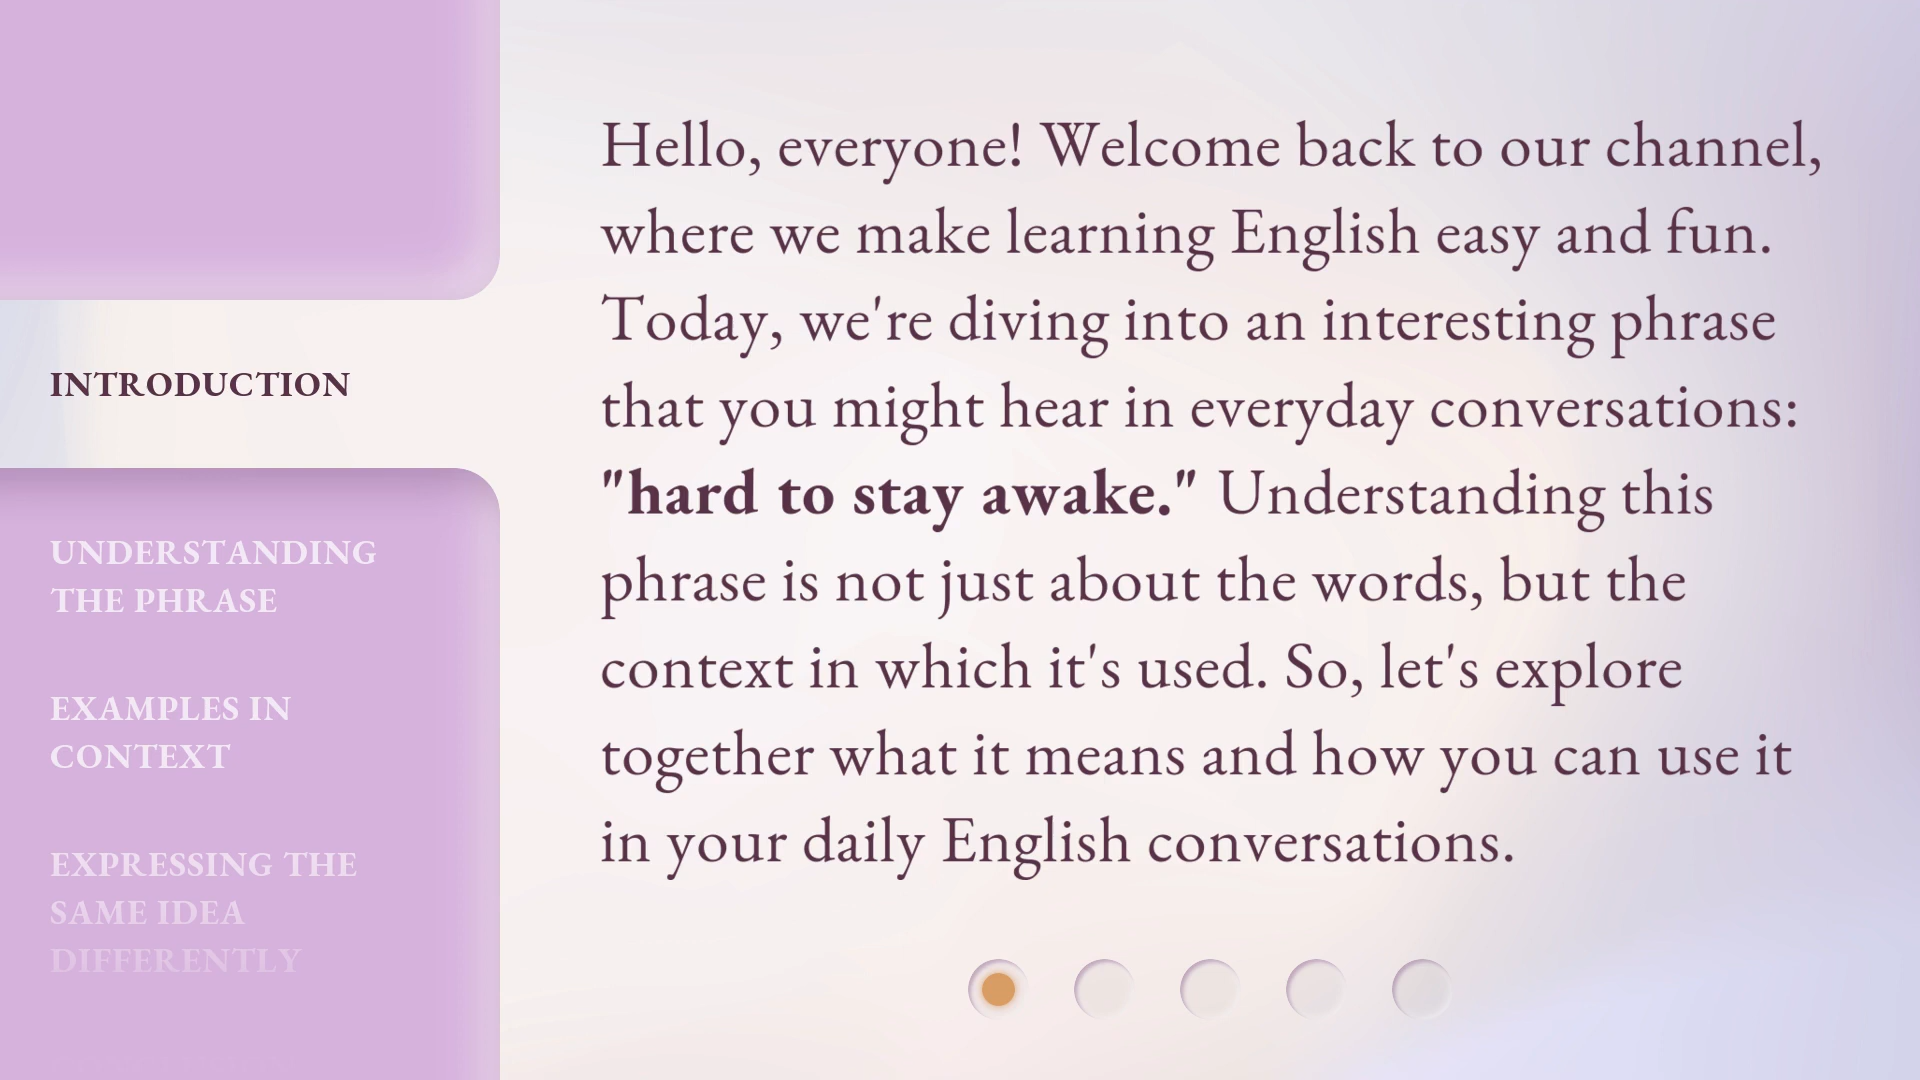 INTRODUCTION
UNDERSTANDING
THE PHRASE
EXAMPLES IN
CONTEXT
EXPRESSING THE
SAME IDEA
DIFFERENTLY
Hello, everyone! Welcome back to our channel,
where we make learning English easy and fun.
Today, we're diving into an interesting phrase
that you might hear in everyday conversations:
"hard to stay awake." Understanding this
phrase is not just about the words, but the
context in which it's used. So, let's explore
together what it means and how you can use it
in your daily English conversations.